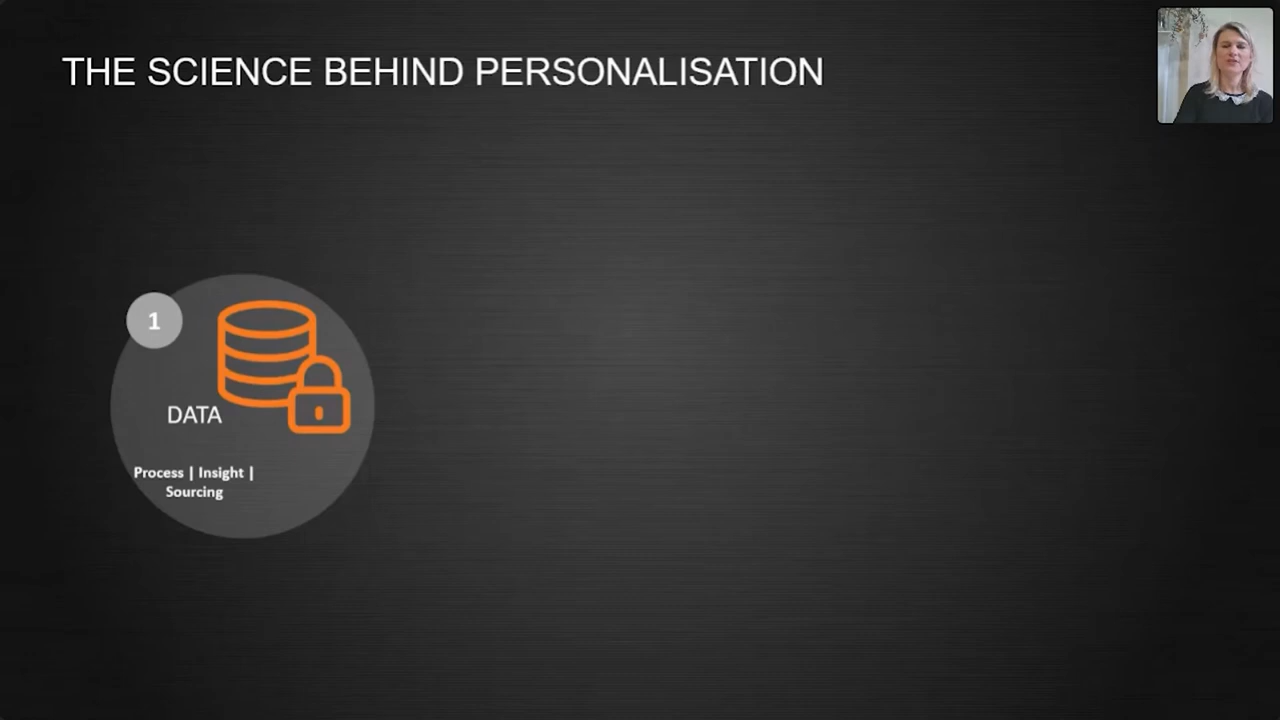 THE SCIENCE BEHIND PERSONALISATION
1
DATA
Process | Insight |
Sourcing